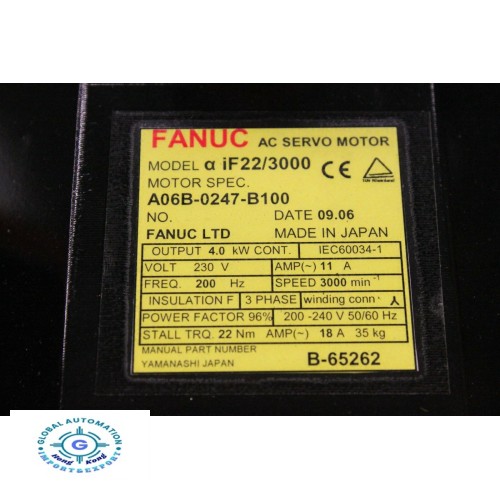 FANUC AC SERVO MOTOR
MODEL α iF22/3000 CE
MOTOR SPEC.
A06B-0247-B100
NO. DATE 09.06
FANUC LTD MADE IN JAPAN
OUTPUT 4.0 kW CONT. IEC60034-1
VOLT 230 V AMP(~) 11 A
FREQ. 200 Hz SPEED 3000 min⁻¹
INSULATION F 3 PHASE winding conn.
POWER FACTOR 96% 200-240 V 50/60 Hz
STALL TRQ. 22 Nm AMP(~) 18 A 35 kg
MANUAL PART NUMBER
YAMANASHI JAPAN B-65262
GLOBAL AUTOMATION
G
Hong Kong
IMPORT&EXPORT